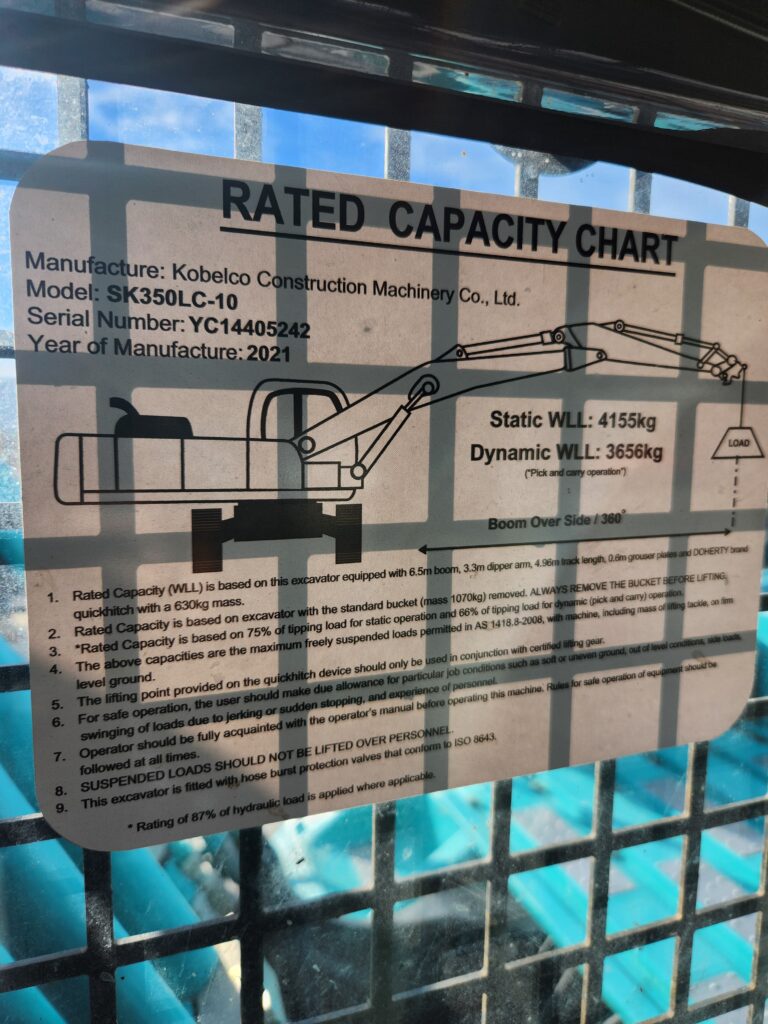 RATED CAPACITY CHART
Manufacture: Kobelco Construction Machinery Co., Ltd.
Model: SK350LC-10
Serial Number: YC14405242
Year of Manufacture: 2021
Static WLL: 4155kg
Dynamic WLL: 3656kg
("Pick and carry operation")
LOAD
Boom Over Side / 360°
1. Rated Capacity (WLL) is based on this excavator equipped with 6.5m boom, 3.3m dipper arm, 4.96m track length, 0.6m grouser plates and DOHERTY brand
quickhitch with a 630kg mass.
2. Rated Capacity is based on excavator with the standard bucket (mass 1070kg) removed. ALWAYS REMOVE THE BUCKET BEFORE LIFTING.
3. *Rated Capacity is based on 75% of tipping load for static operation and 66% of tipping load for dynamic (pick and carry) operation.
4. The above capacities are the maximum freely suspended loads permitted in AS 1418.8-2008, with machine, including mass of lifting tackle, on firm
level ground.
5. The lifting point provided on the quickhitch device should only be used in conjunction with certified lifting gear.
6. For safe operation, the user should make due allowance for particular job conditions such as soft or uneven ground, out of level conditions, side loads,
swinging of loads due to jerking or sudden stopping, and experience of personnel.
7. Operator should be fully acquainted with the operator's manual before operating this machine. Rules for safe operation of equipment should be
followed at all times.
8. SUSPENDED LOADS SHOULD NOT BE LIFTED OVER PERSONNEL.
9. This excavator is fitted with hose burst protection valves that conform to ISO 8643.
* Rating of 87% of hydraulic load is applied where applicable.